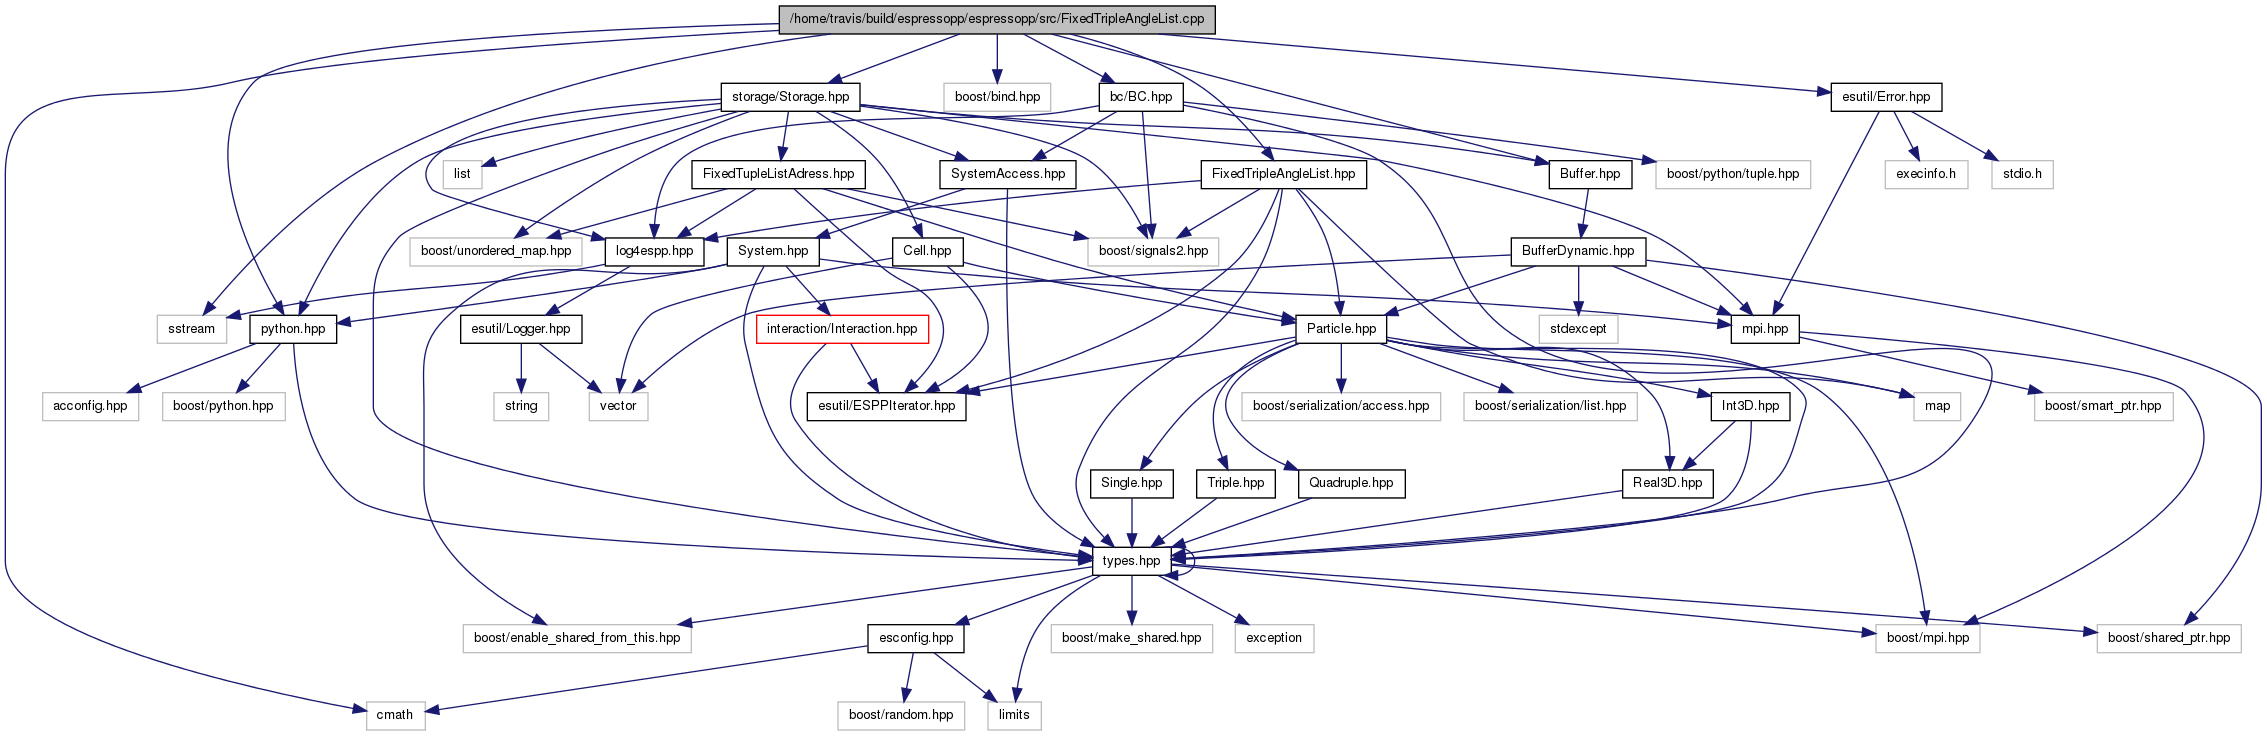 /home/travis/build/espressopp/espressopp/src/FixedTripleAngleList.cpp
storage/Storage.hpp
boost/bind.hpp
bc/BC.hpp
esutil/Error.hpp
list
FixedTupleListAdress.hpp
SystemAccess.hpp
FixedTripleAngleList.hpp
Buffer.hpp
boost/python/tuple.hpp
execinfo.h
stdio.h
boost/unordered_map.hpp
log4espp.hpp
System.hpp
Cell.hpp
boost/signals2.hpp
BufferDynamic.hpp
sstream
python.hpp
esutil/Logger.hpp
interaction/Interaction.hpp
Particle.hpp
stdexcept
mpi.hpp
acconfig.hpp
boost/python.hpp
string
vector
esutil/ESPPIterator.hpp
boost/serialization/access.hpp
boost/serialization/list.hpp
Int3D.hpp
map
boost/smart_ptr.hpp
Single.hpp
Triple.hpp
Quadruple.hpp
Real3D.hpp
types.hpp
boost/enable_shared_from_this.hpp
esconfig.hpp
boost/make_shared.hpp
exception
boost/mpi.hpp
boost/shared_ptr.hpp
cmath
boost/random.hpp
limits